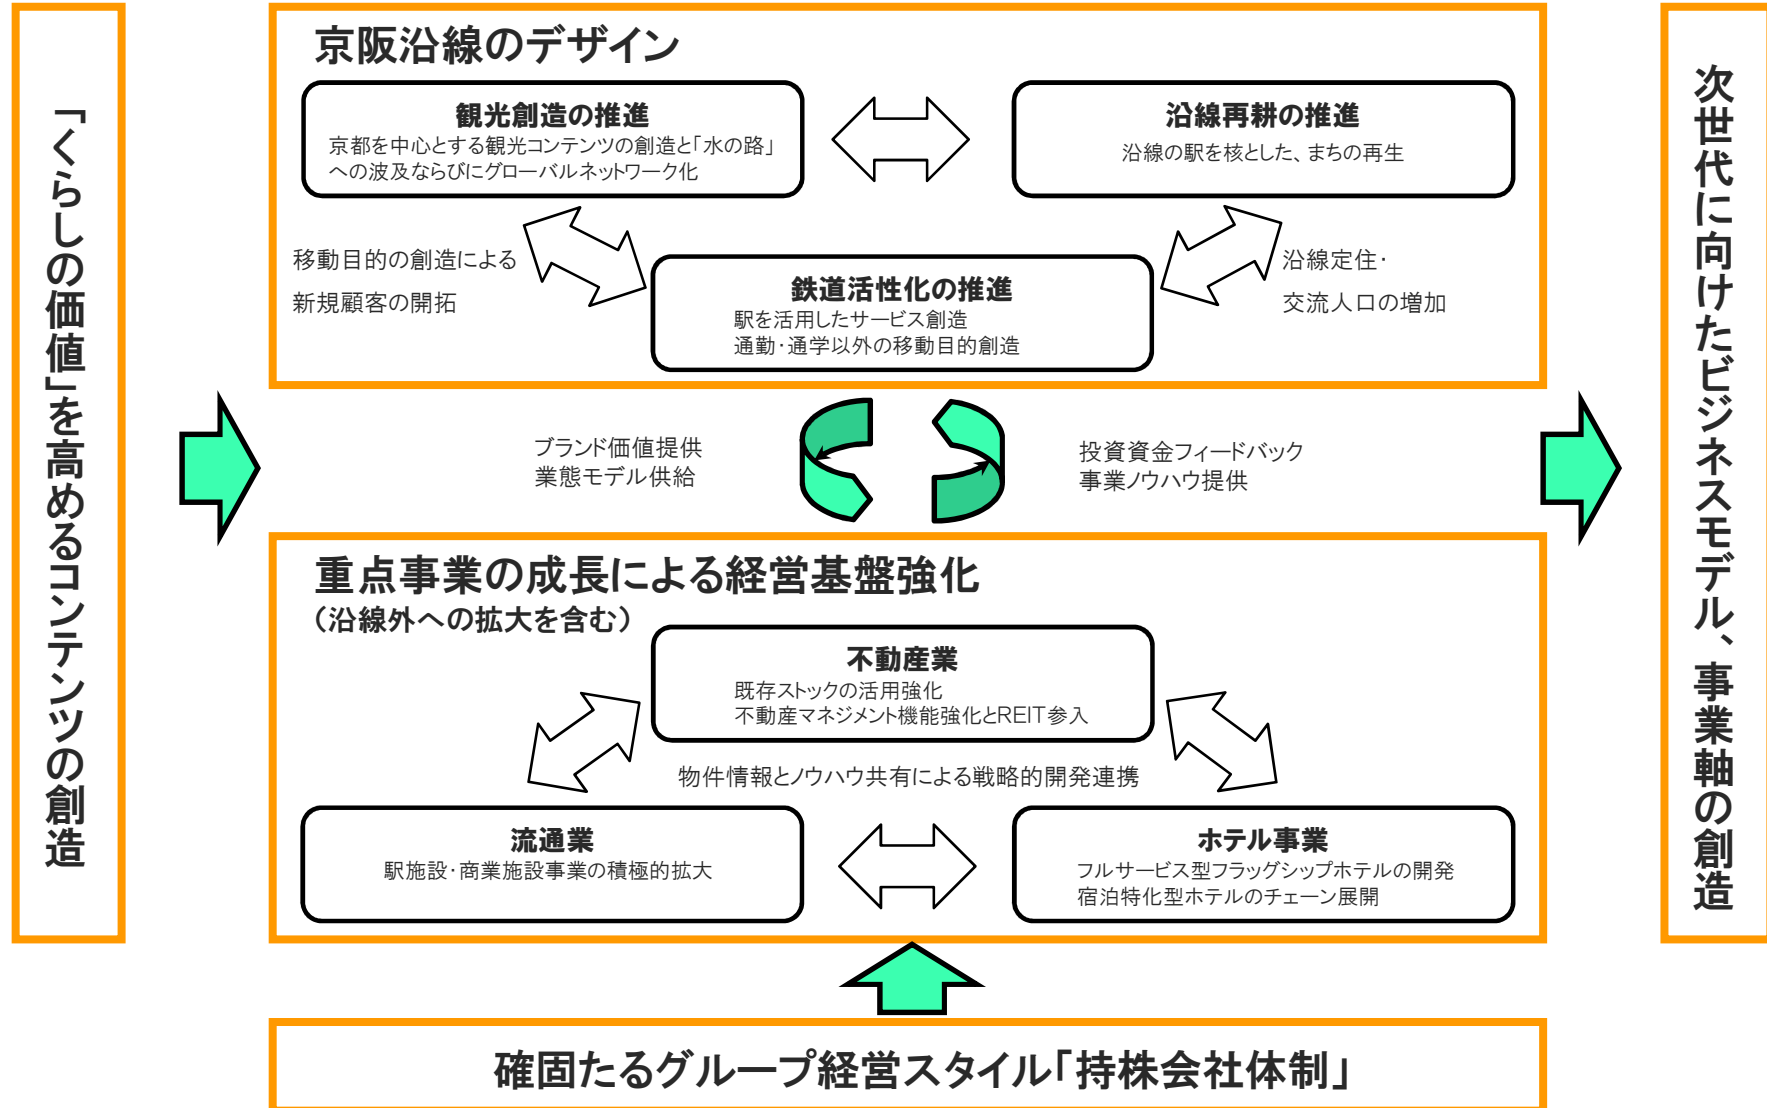 「くらしの価値」を高めるコンテンツの創造
京阪沿線のデザイン
観光創造の推進
京都を中心とする観光コンテンツの創造と「水の路」
への波及ならびにグローバルネットワーク化
沿線再耕の推進
沿線の駅を核とした、まちの再生
移動目的の創造による
新規顧客の開拓
鉄道活性化の推進
駅を活用したサービス創造
通勤・通学以外の移動目的創造
沿線定住・
交流人口の増加
ブランド価値提供
業態モデル供給
投資資金フィードバック
事業ノウハウ提供
重点事業の成長による経営基盤強化
（沿線外への拡大を含む）
不動産業
既存ストックの活用強化
不動産マネジメント機能強化とREIT参入
物件情報とノウハウ共有による戦略的開発連携
流通業
駅施設・商業施設事業の積極的拡大
ホテル事業
フルサービス型フラッグシップホテルの開発
宿泊特化型ホテルのチェーン展開
確固たるグループ経営スタイル「持株会社体制」
次世代に向けたビジネスモデル、事業軸の創造